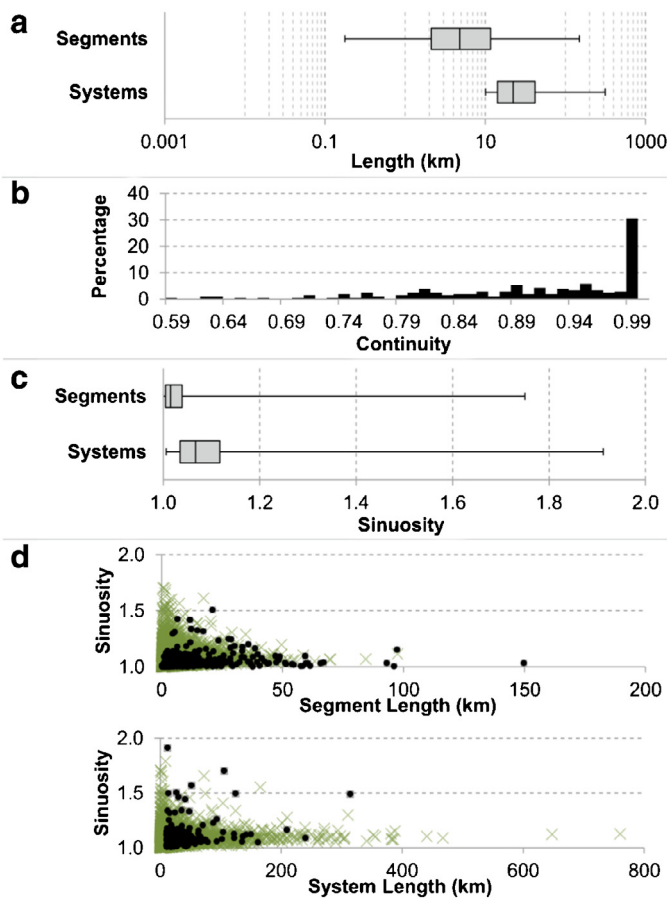 a
Segments
Systems
0.001 0.1 10 1000
Length (km)
b
Percentage
40
30
20
10
0
0.59 0.64 0.69 0.74 0.79 0.84 0.89 0.94 0.99
Continuity
c
Segments
Systems
1.0 1.2 1.4 1.6 1.8 2.0
Sinuosity
d
Sinuosity
2.0
1.5
1.0
0 50 100 150 200
Segment Length (km)
Sinuosity
2.0
1.5
1.0
0 200 400 600 800
System Length (km)